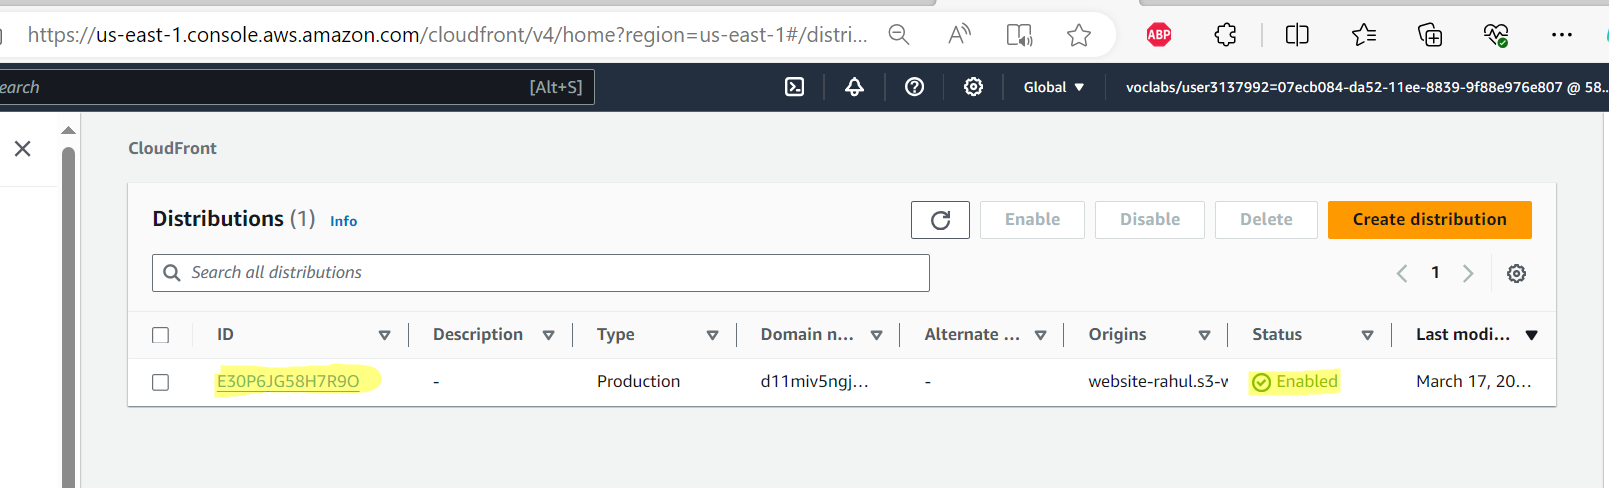 https://us-east-1.console.aws.amazon.com/cloudfront/v4/home?region=us-east-1#/distri...
ABP
earch [Alt+S] Global voclabs/user3137992=07ecb084-da52-11ee-8839-9f88e976e807 @ 58...
CloudFront
Distributions (1) Info Enable Disable Delete Create distribution
Search all distributions 1
ID Description Type Domain n... Alternate ... Origins Status Last modi...
E30P6JG58H7R9O - Production d11miv5ngj... - website-rahul.s3-w Enabled March 17, 20...